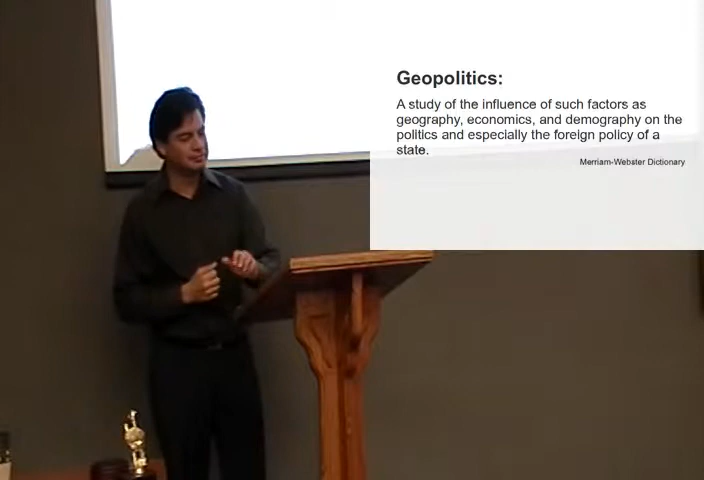 Geopolitics:
A study of the influence of such factors as
geography, economics, and demography on the
politics and especially the foreign policy of a
state.
Merriam-Webster Dictionary